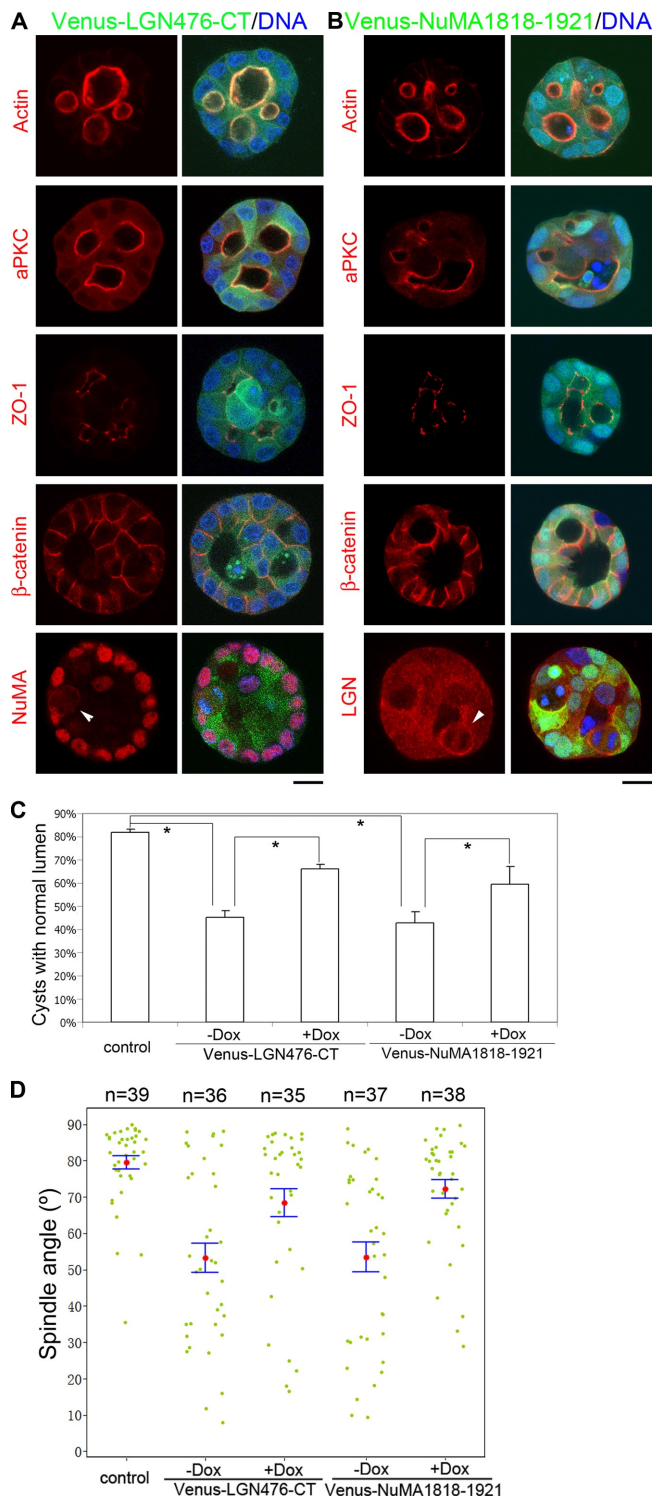 A Venus-LGN476-CT/DNA
B Venus-NuMA1818-1921/DNA
Actin
Actin
aPKC
aPKC
ZO-1
ZO-1
β-catenin
β-catenin
NuMA
LGN
C
Cysts with normal lumen
90%
80%
70%
60%
50%
40%
30%
20%
10%
0%
* * * *
control -Dox +Dox -Dox +Dox
Venus-LGN476-CT Venus-NuMA1818-1921
D
n=39 n=36 n=35 n=37 n=38
Spindle angle (º)
90
80
70
60
50
40
30
20
10
0
control -Dox +Dox -Dox +Dox
Venus-LGN476-CT Venus-NuMA1818-1921